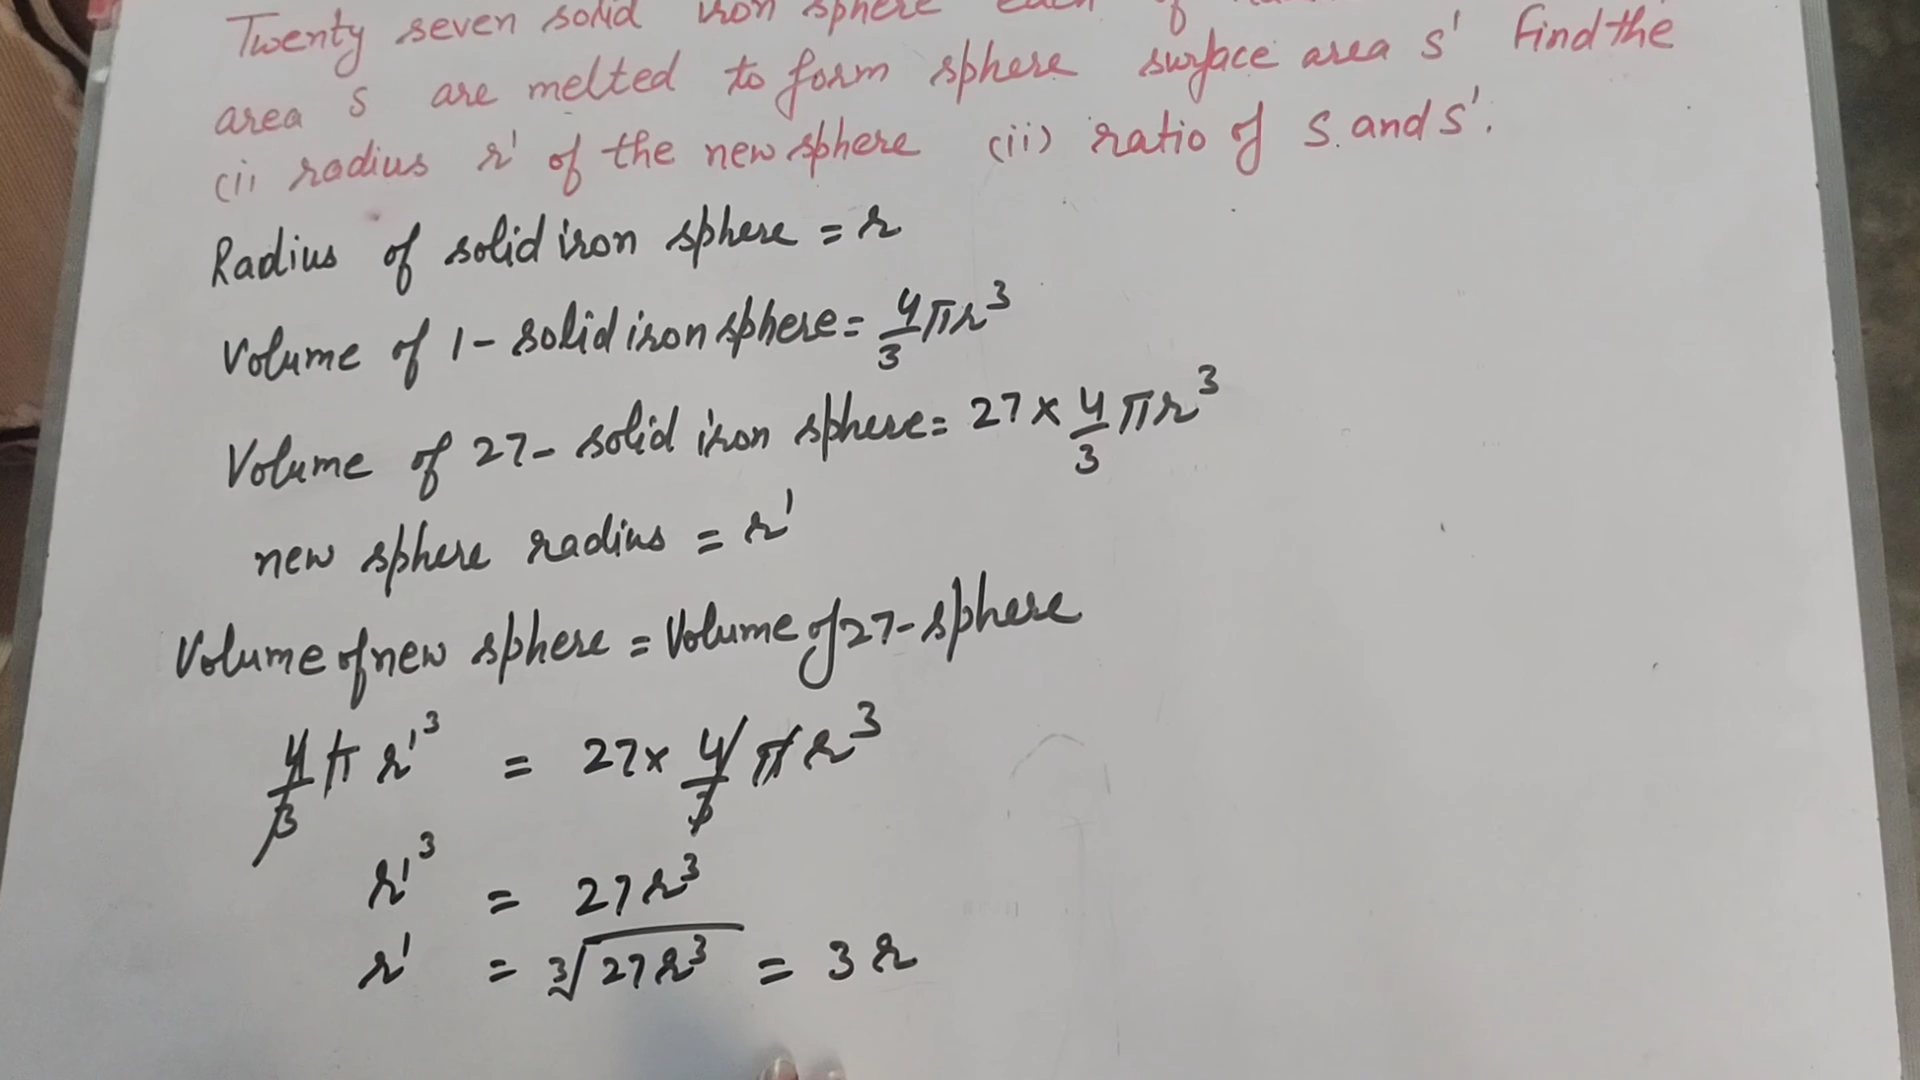 Twenty seven solid iron sphere each of
area S are melted to form sphere surface area S' Find the
(i) radius r' of the new sphere (ii) ratio of S and S'.
Radius of solid iron sphere = r
Volume of 1 - solid iron sphere = 4/3 πr³
Volume of 27 - solid iron sphere = 27 × 4/3 πr³
new sphere radius = r'
Volume of new sphere = Volume of 27 - sphere
4/3 π r'³ = 27 × 4/3 π r³
r'³ = 27r³
r' = ∛27r³ = 3r